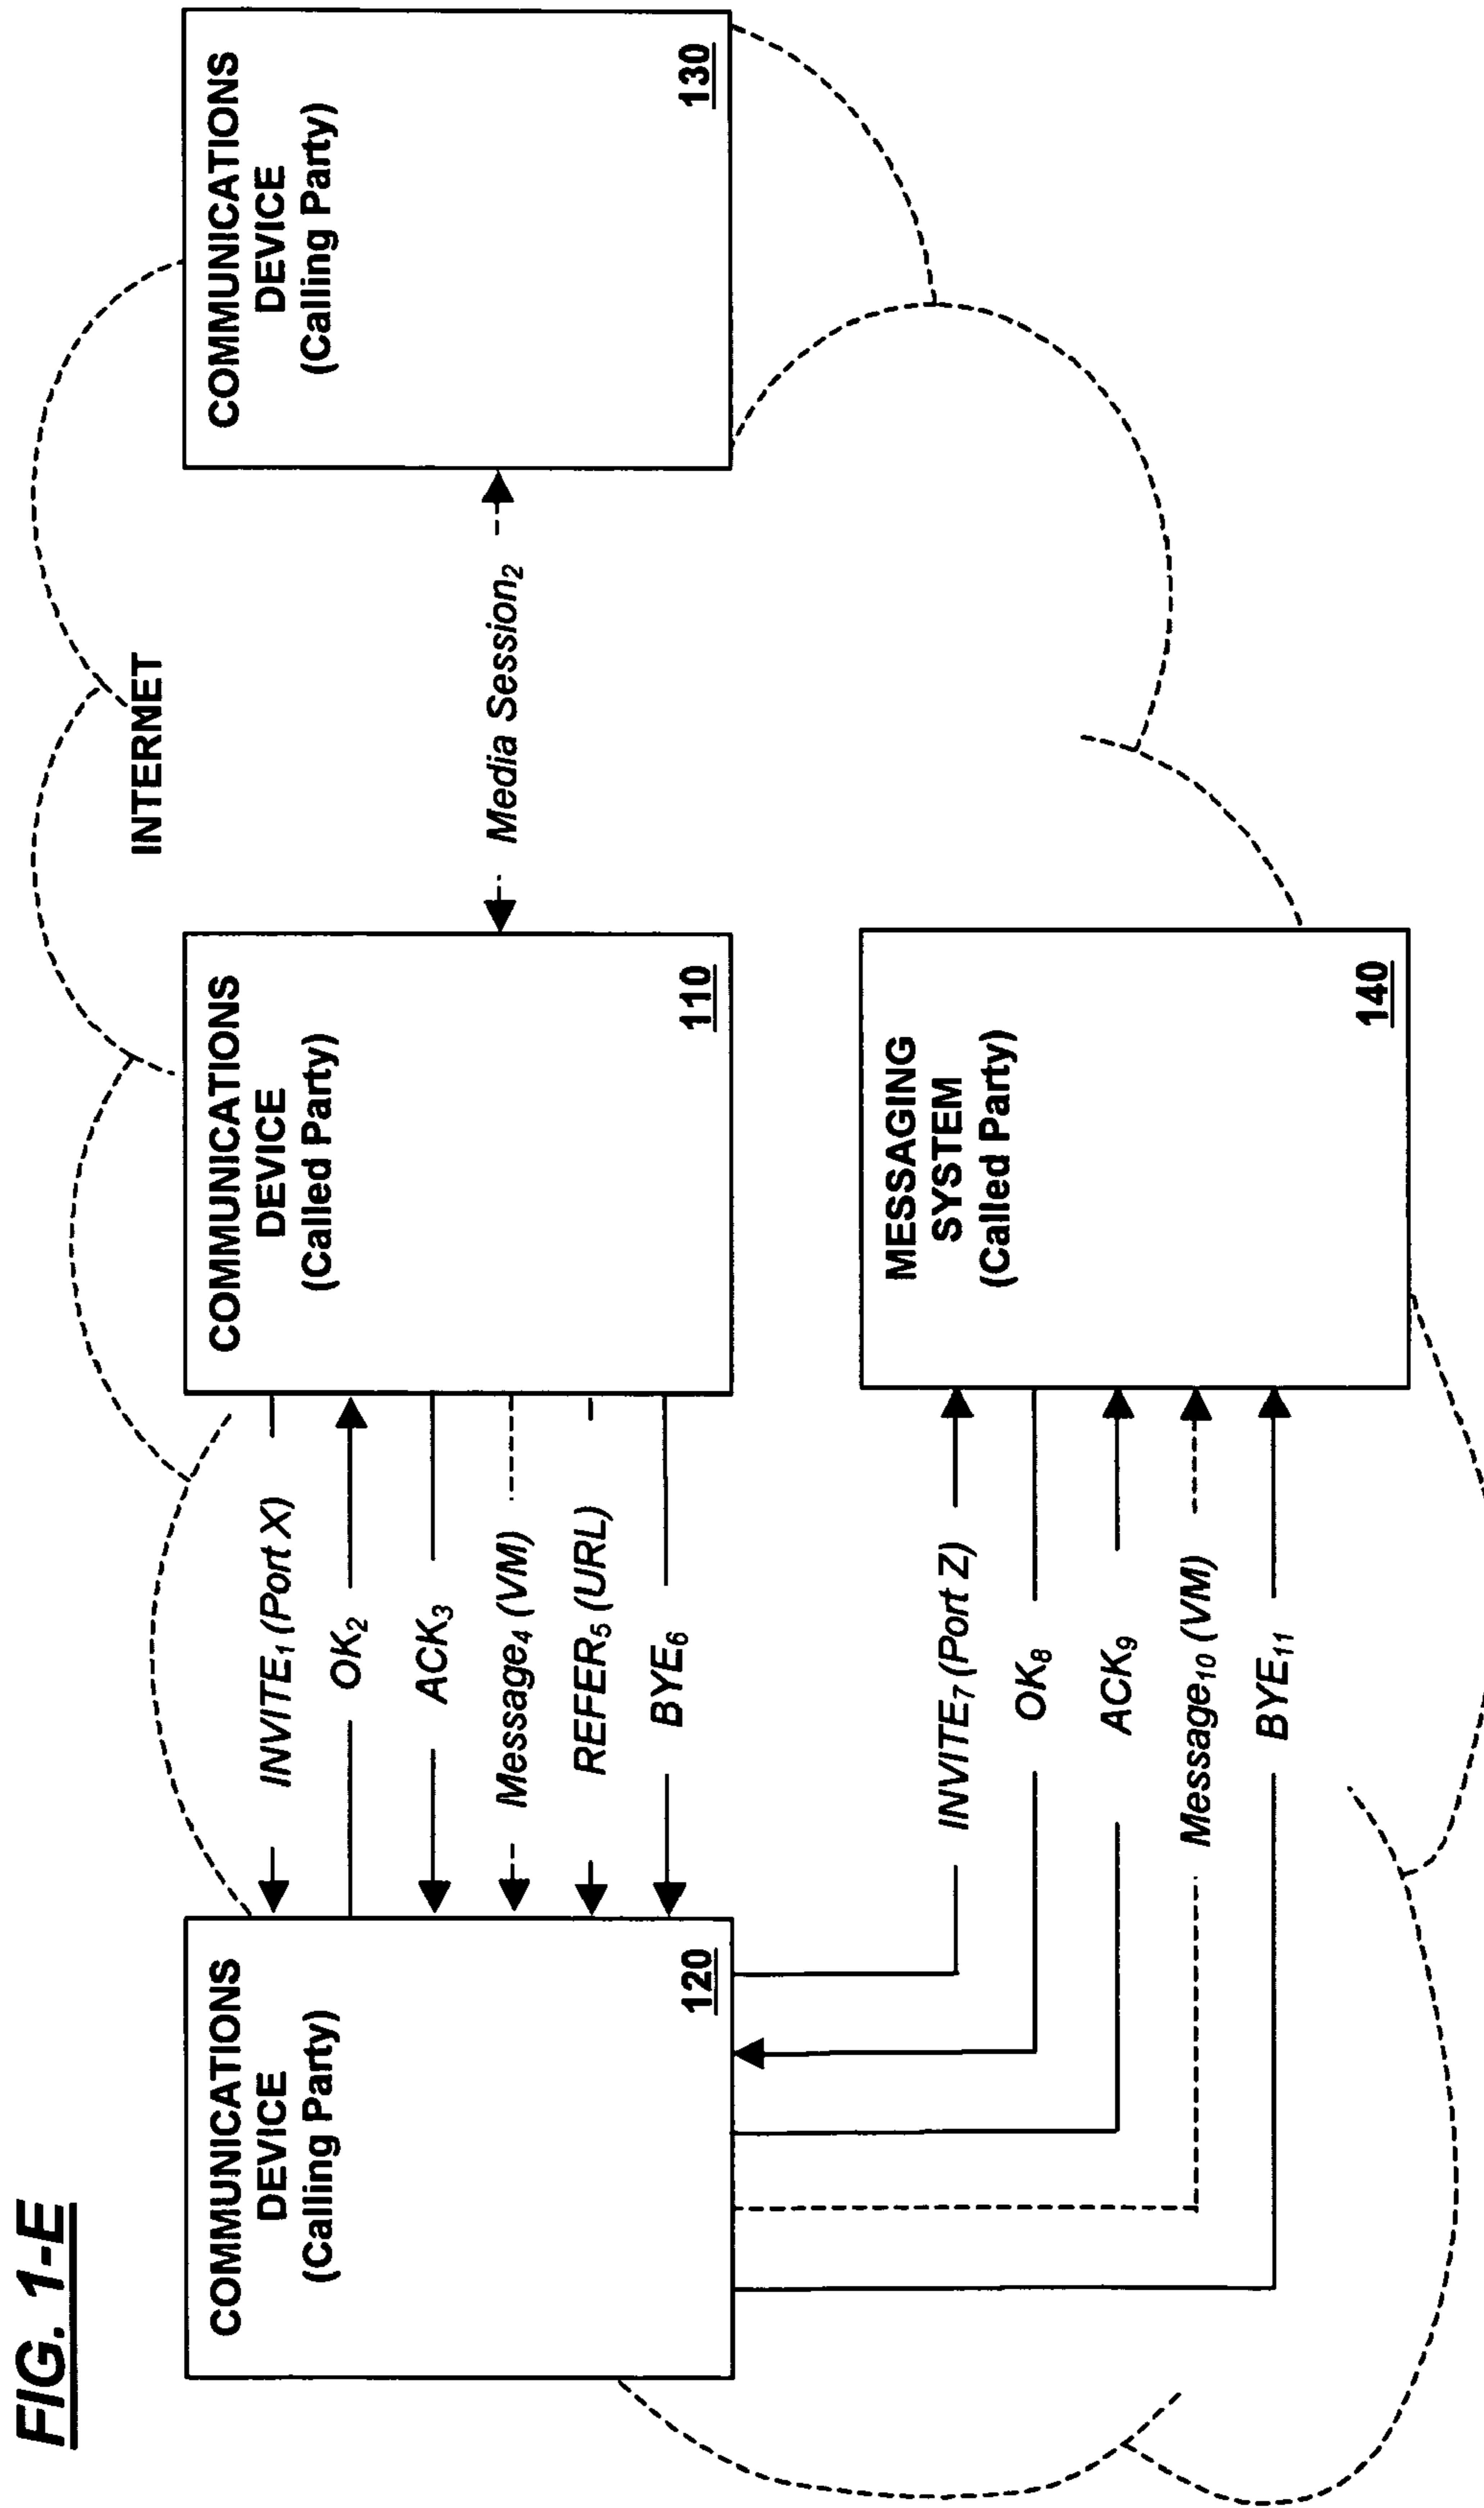 FIG. 1-E
INTERNET
COMMUNICATIONS
DEVICE
(Calling Party)
120
INVITE₁ (Port X)
OK₂
ACK₃
Message₄ (VM)
REFER₅ (URL)
BYE₆
COMMUNICATIONS
DEVICE
(Called Party)
110
Media Session₂
COMMUNICATIONS
DEVICE
(Calling Party)
130
INVITE₇ (Port Z)
OK₈
ACK₉
Message₁₀ (VM)
BYE₁₁
MESSAGING
SYSTEM
(Called Party)
140